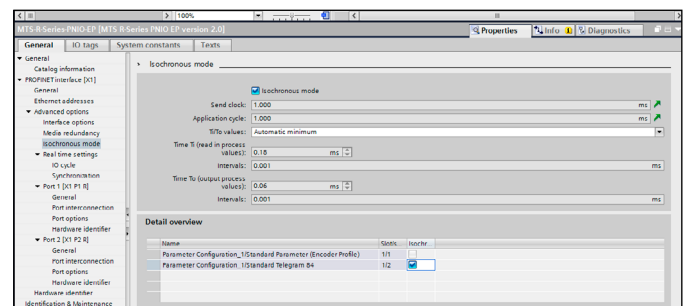 100%
MTS-R-Series-PNIO-EP [MTS R-Series PNIO EP version 2.0]
Properties Info Diagnostics
General IO tags System constants Texts
General
Catalog information
PROFINET interface [X1]
General
Ethernet addresses
Advanced options
Interface options
Media redundancy
Isochronous mode
Real time settings
IO cycle
Synchronization
Port 1 [X1 P1 R]
General
Port interconnection
Port options
Hardware identifier
Port 2 [X1 P2 R]
General
Port interconnection
Port options
Hardware identifier
Hardware identifier
Identification & Maintenance
Isochronous mode
Isochronous mode
Send clock: 1.000 ms
Application cycle: 1.000 ms
Ti/To values: Automatic minimum
Time Ti (read in process
values): 0.18 ms
Intervals: 0.001 ms
Time To (output process
values): 0.06 ms
Intervals: 0.001 ms
Detail overview
Name Slot/s Isochr...
Parameter Configuration_1/Standard Parameter (Encoder Profile) 1/1
Parameter Configuration_1/Standard Telegram 84 1/2